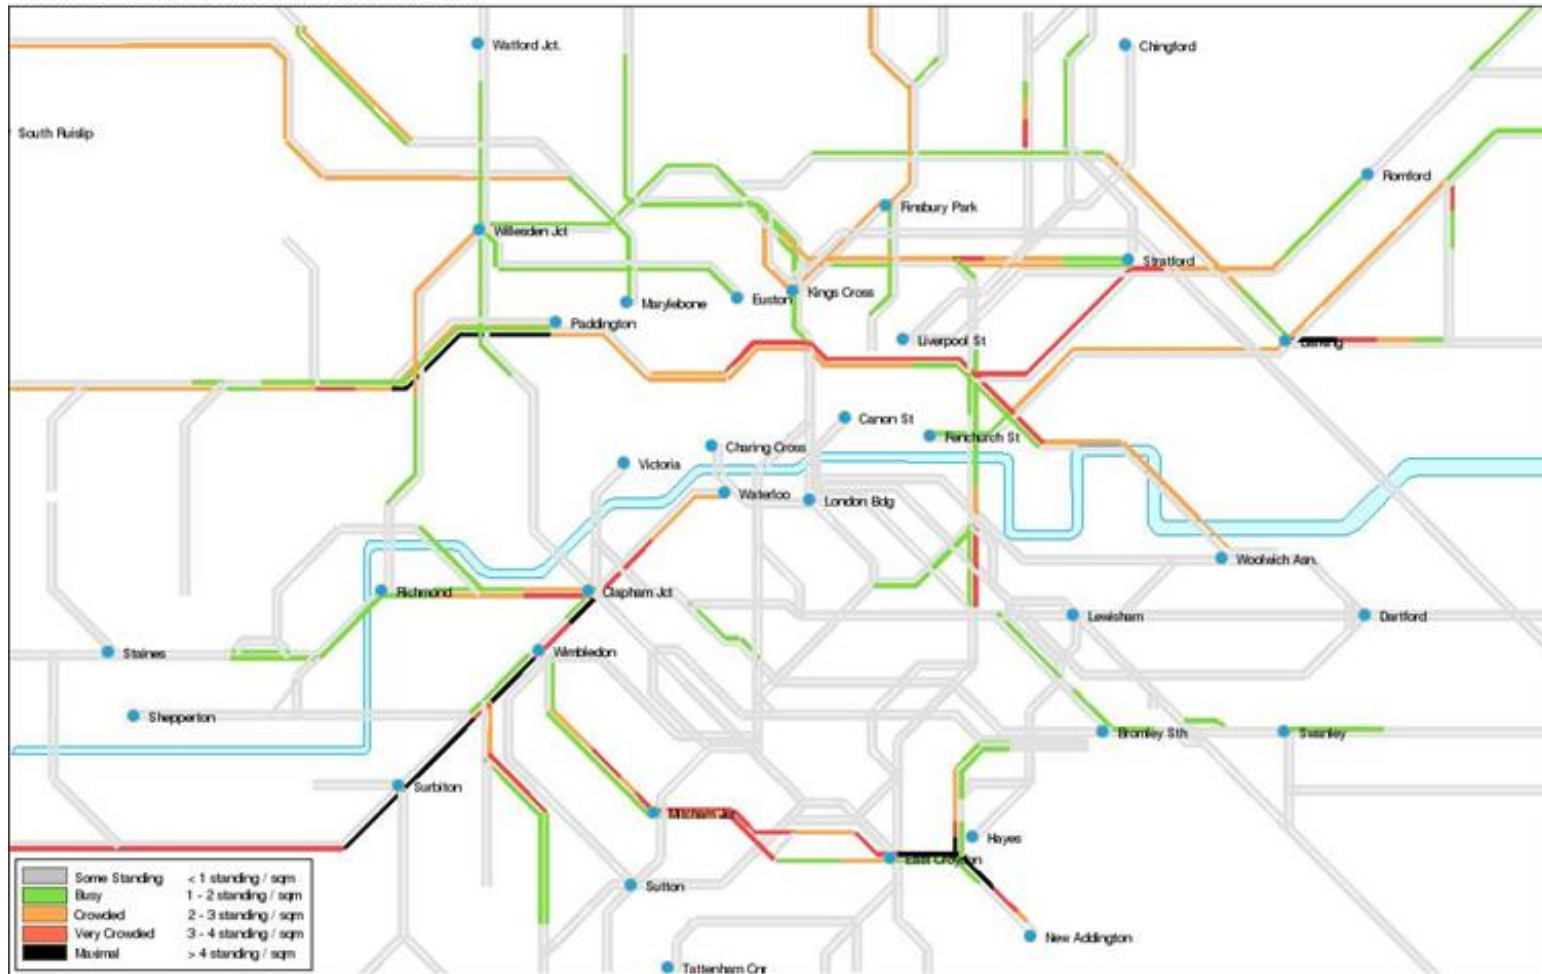 Watford Jct.
Chingford
South Ruislip
Romford
Finsbury Park
Willesden Jct
Stratford
Kings Cross
Euston
Marylebone
Paddington
Liverpool St
Barking
Canon St
Fenchurch St
Charing Cross
Victoria
Waterloo
London Bdg
Woolwich Asn.
Richmond
Clapham Jct
Lewisham
Dartford
Staines
Wimbledon
Shepperton
Bromley Sth
Swanley
Surbiton
Mitcham Jct
Hayes
East Croydon
Sutton
New Addington
Tattenham Cnr
Some Standing < 1 standing / sqm
Busy 1 - 2 standing / sqm
Crowded 2 - 3 standing / sqm
Very Crowded 3 - 4 standing / sqm
Maximal > 4 standing / sqm